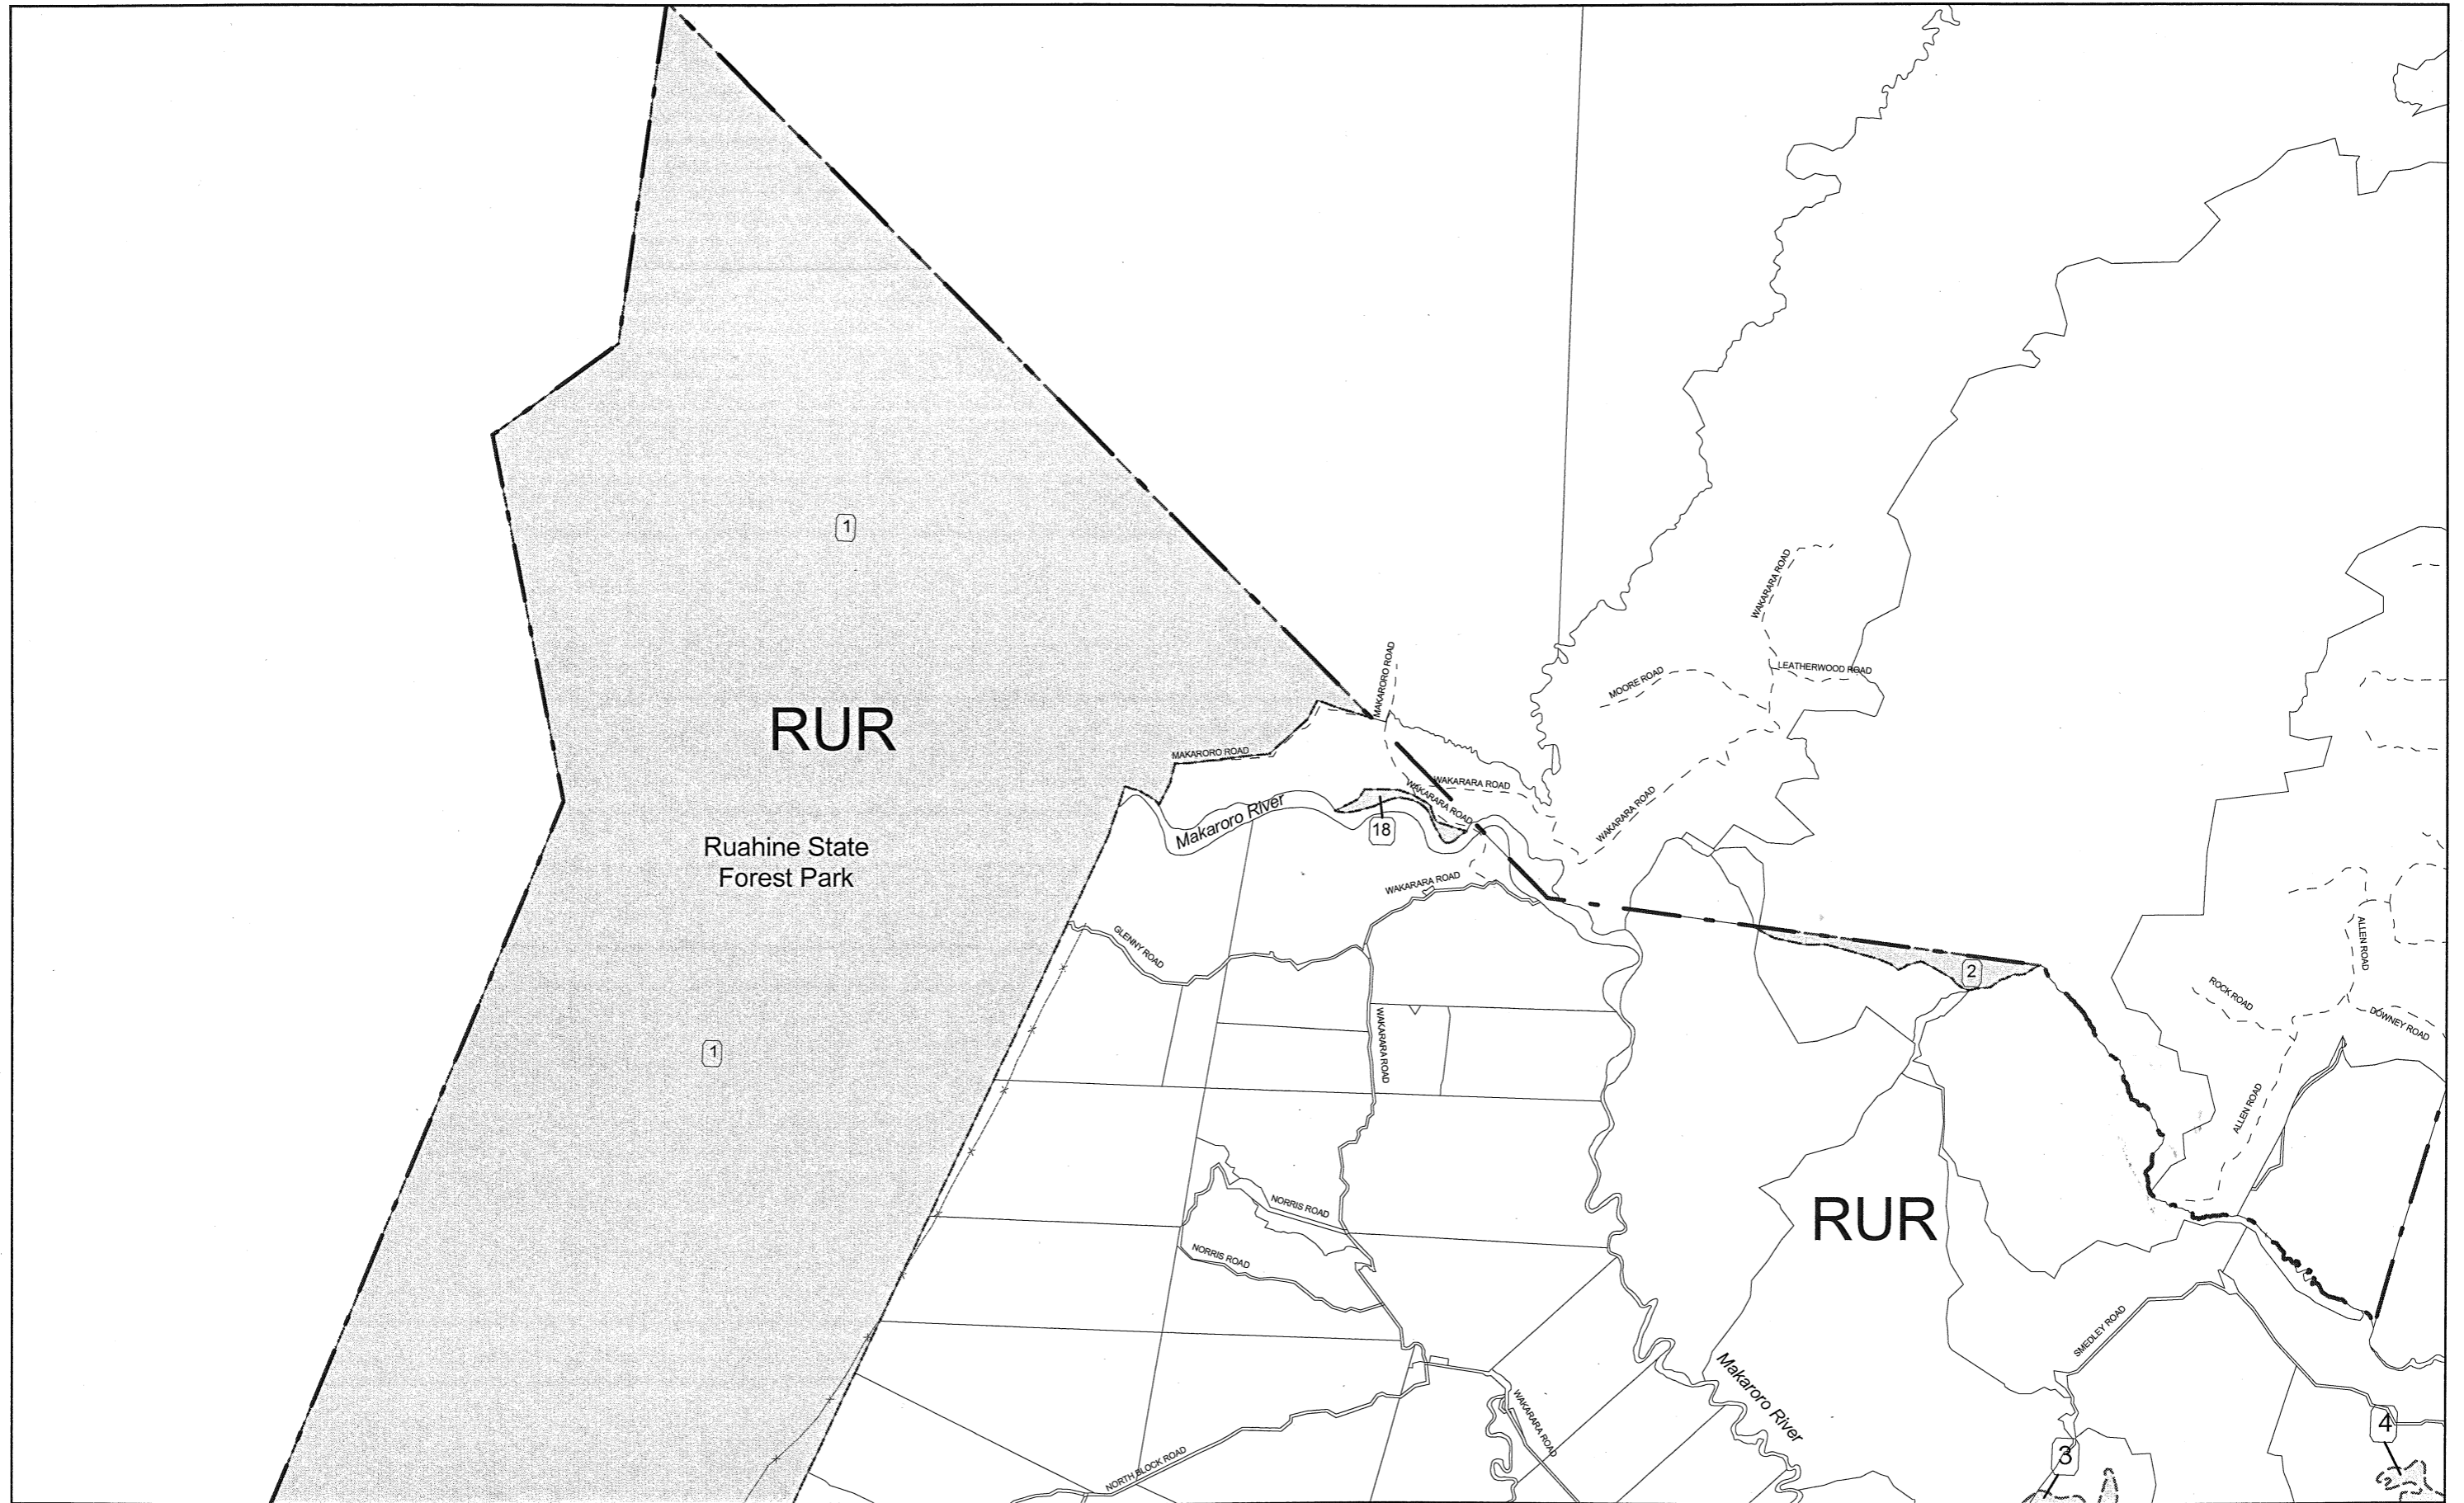 1
WAKARARA ROAD
MAKARORO ROAD
LEATHERWOOD ROAD
MOORE ROAD
RUR
MAKARORO ROAD
WAKARARA ROAD
WAKARARA ROAD
Makaroro River
18
WAKARARA ROAD
Ruahine State
Forest Park
WAKARARA ROAD
GLENNY ROAD
ALLEN ROAD
2
ROCK ROAD
DOWNEY ROAD
WAKARARA ROAD
1
ALLEN ROAD
NORRIS ROAD
RUR
NORRIS ROAD
SMEDLEY ROAD
Makaroro River
WAKARARA ROAD
NORTH BLOCK ROAD
3
4